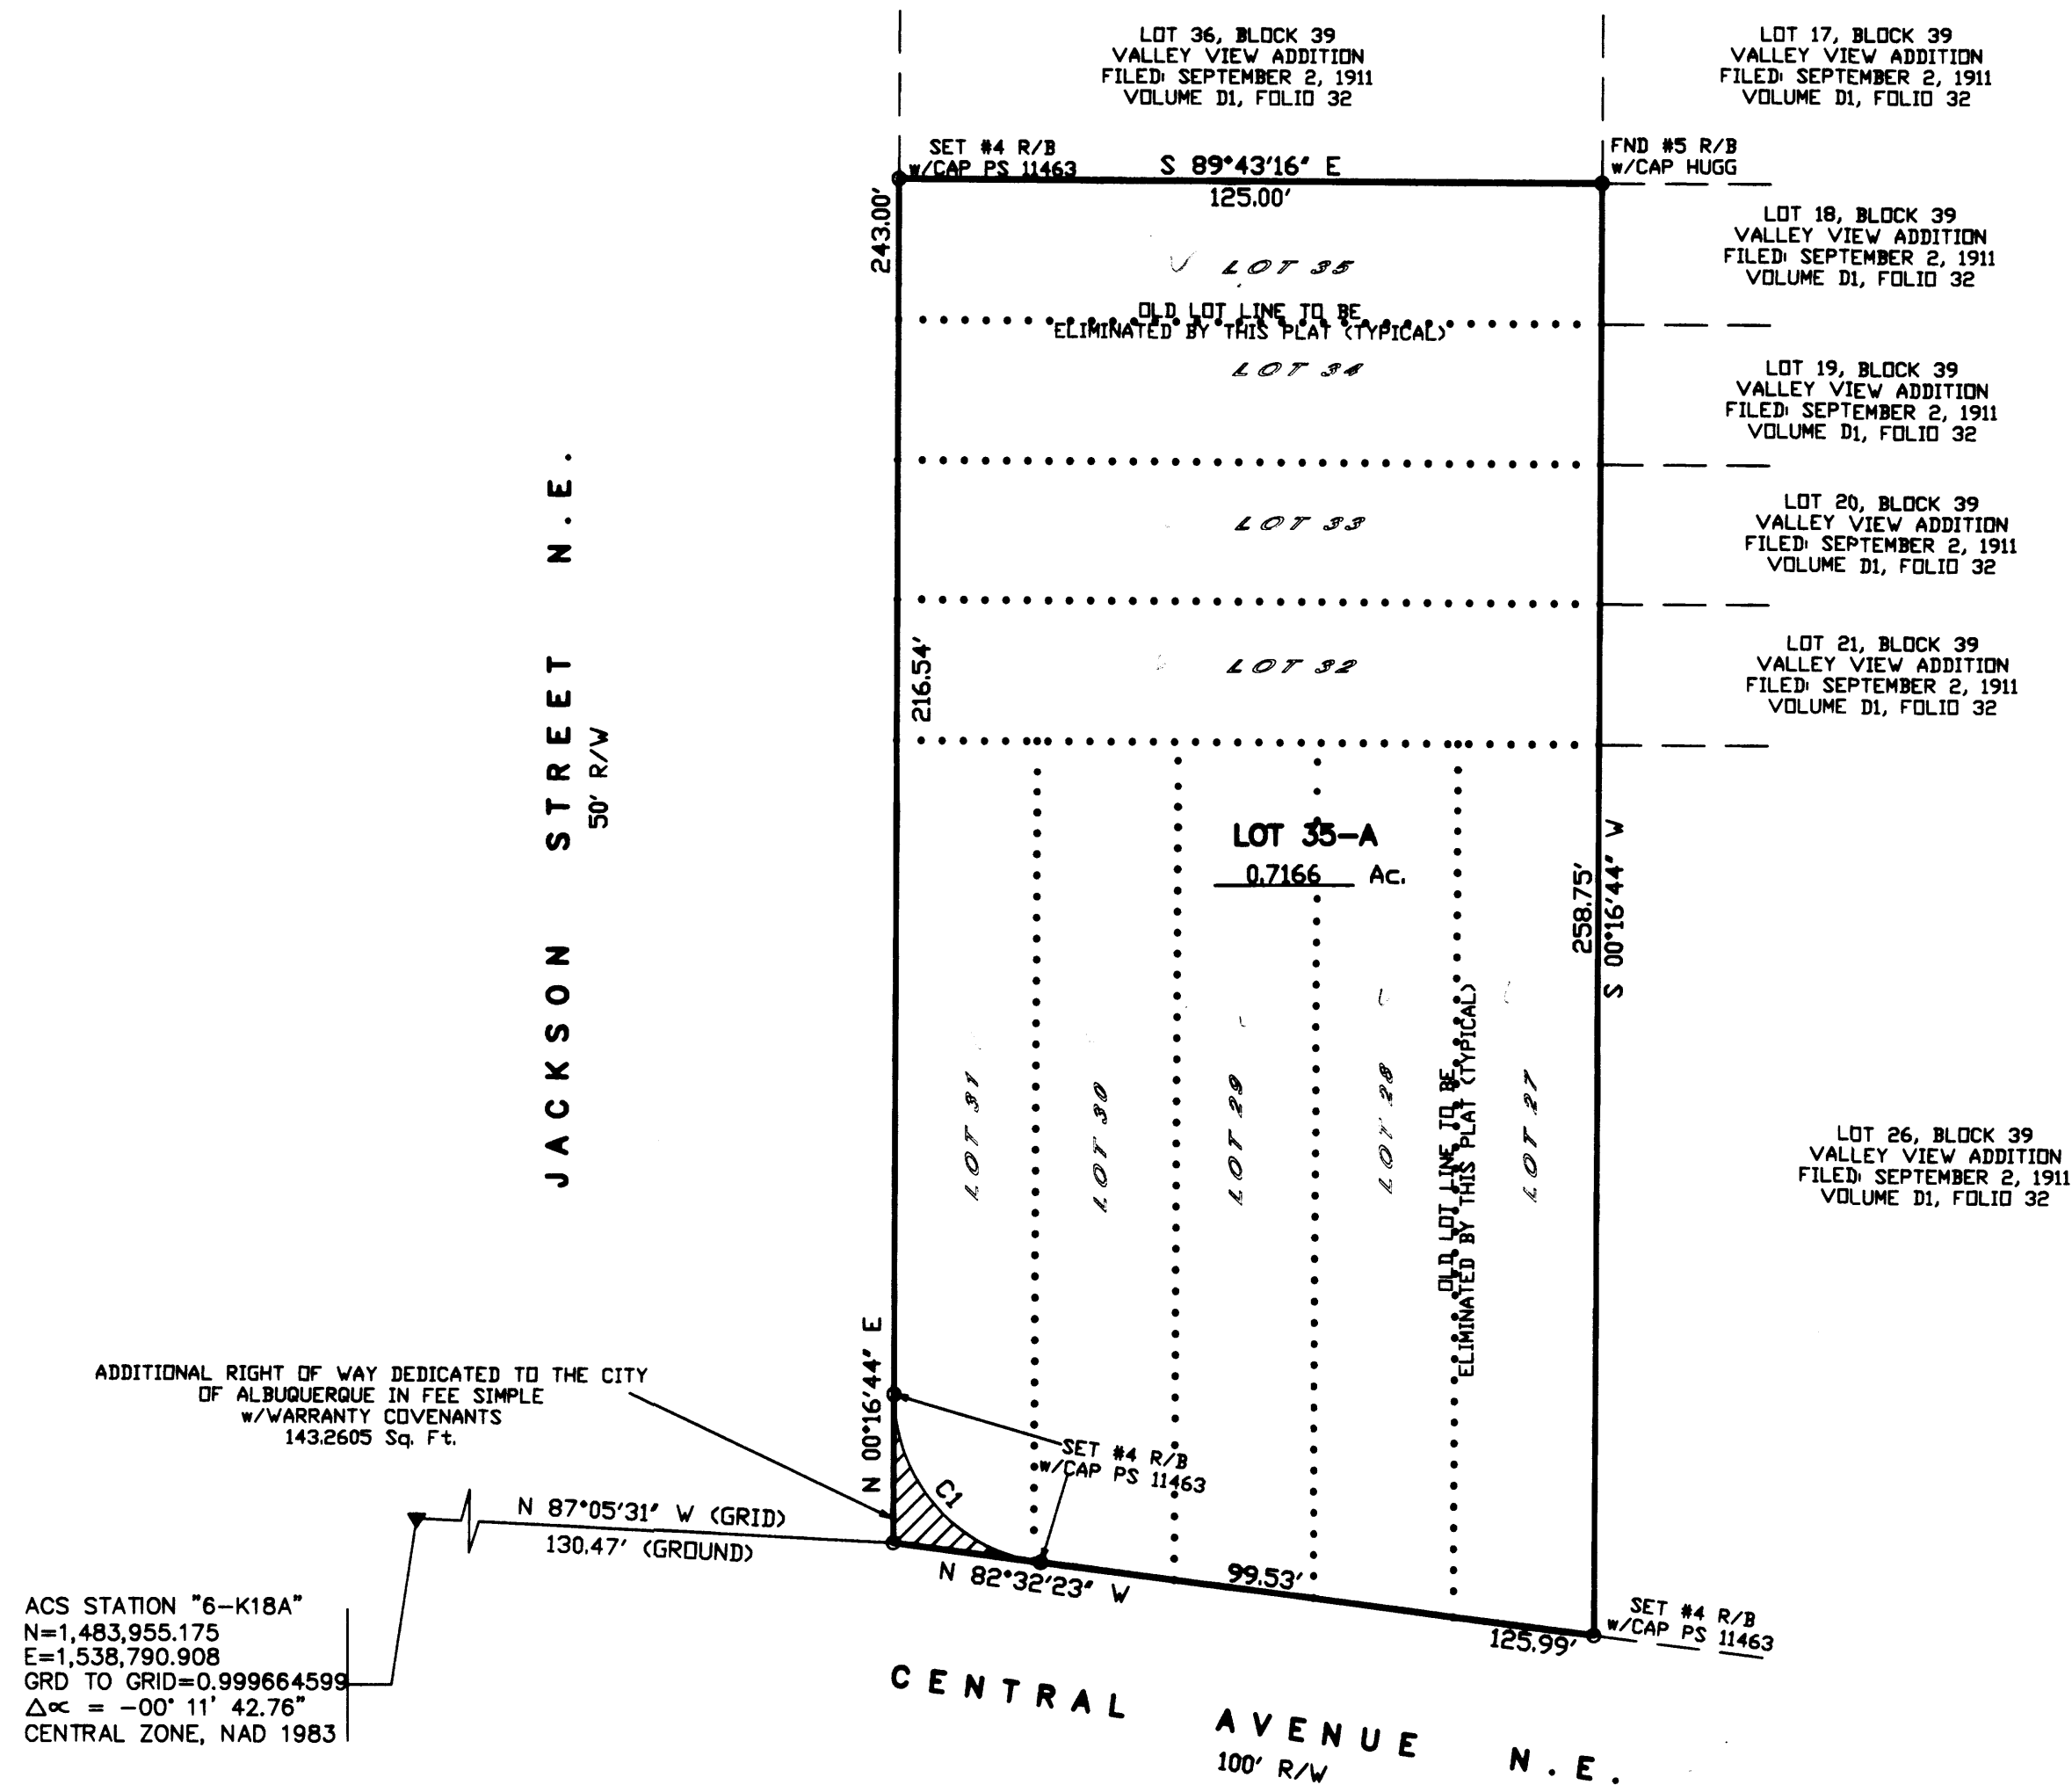 LOT 36, BLOCK 39
VALLEY VIEW ADDITION
FILED: SEPTEMBER 2, 1911
VOLUME D1, FOLIO 32
LOT 17, BLOCK 39
VALLEY VIEW ADDITION
FILED: SEPTEMBER 2, 1911
VOLUME D1, FOLIO 32
SET #4 R/B
w/CAP PS 11463
S 89°43'16" E
125.00'
FND #5 R/B
w/CAP HUGG
243.00'
LOT 18, BLOCK 39
VALLEY VIEW ADDITION
FILED: SEPTEMBER 2, 1911
VOLUME D1, FOLIO 32
LOT 35
OLD LOT LINE TO BE
ELIMINATED BY THIS PLAT (TYPICAL)
LOT 34
LOT 19, BLOCK 39
VALLEY VIEW ADDITION
FILED: SEPTEMBER 2, 1911
VOLUME D1, FOLIO 32
LOT 33
LOT 20, BLOCK 39
VALLEY VIEW ADDITION
FILED: SEPTEMBER 2, 1911
VOLUME D1, FOLIO 32
LOT 32
216.54'
LOT 21, BLOCK 39
VALLEY VIEW ADDITION
FILED: SEPTEMBER 2, 1911
VOLUME D1, FOLIO 32
JACKSON STREET N.E.
50' R/W
LOT 35-A
0.7166 Ac.
258.75'
S 00°16'44" W
LOT 31
LOT 30
LOT 29
LOT 28
OLD LOT LINE TO BE
ELIMINATED BY THIS PLAT (TYPICAL)
LOT 27
LOT 26, BLOCK 39
VALLEY VIEW ADDITION
FILED: SEPTEMBER 2, 1911
VOLUME D1, FOLIO 32
N 00°16'44" E
ADDITIONAL RIGHT OF WAY DEDICATED TO THE CITY
OF ALBUQUERQUE IN FEE SIMPLE
w/WARRANTY COVENANTS
143.2605 Sq. Ft.
SET #4 R/B
w/CAP PS 11463
C1
N 87°05'31" W (GRID)
130.47' (GROUND)
N 82°32'23" W
99.53'
125.99'
SET #4 R/B
w/CAP PS 11463
ACS STATION "6-K18A"
N=1,483,955.175
E=1,538,790.908
GRD TO GRID=0.999664599
Δ∝ = -00° 11' 42.76"
CENTRAL ZONE, NAD 1983
CENTRAL AVENUE N.E.
100' R/W